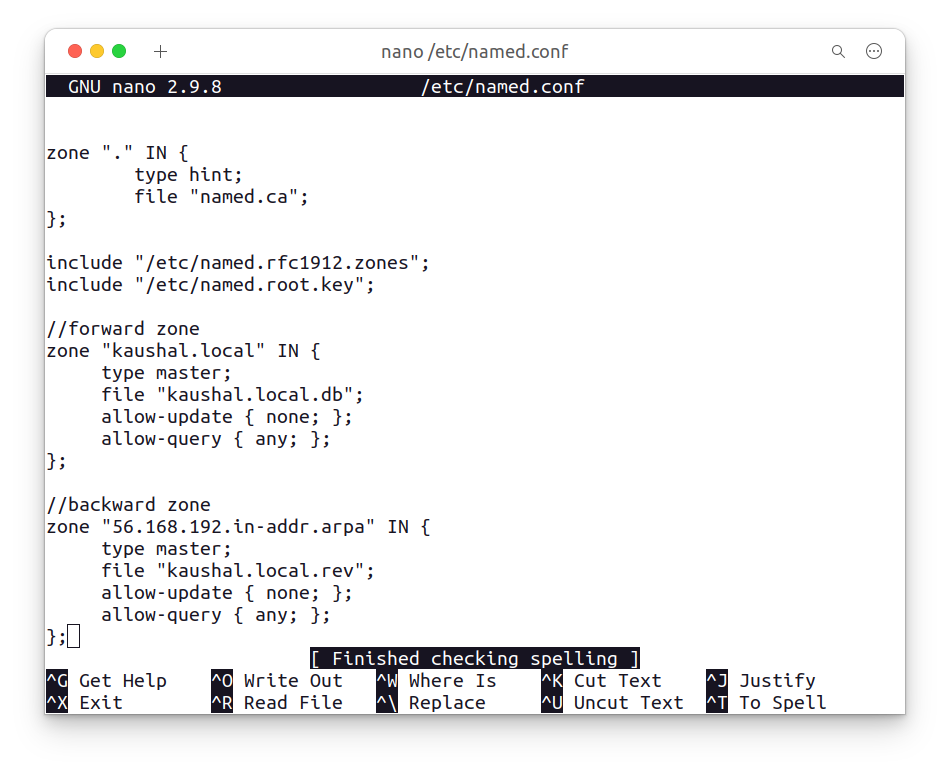 nano /etc/named.conf
GNU nano 2.9.8 /etc/named.conf
zone "." IN {
type hint;
file "named.ca";
};
include "/etc/named.rfc1912.zones";
include "/etc/named.root.key";
//forward zone
zone "kaushal.local" IN {
type master;
file "kaushal.local.db";
allow-update { none; };
allow-query { any; };
};
//backward zone
zone "56.168.192.in-addr.arpa" IN {
type master;
file "kaushal.local.rev";
allow-update { none; };
allow-query { any; };
};
[ Finished checking spelling ]
^G Get Help ^O Write Out ^W Where Is ^K Cut Text ^J Justify
^X Exit ^R Read File ^\ Replace ^U Uncut Text ^T To Spell